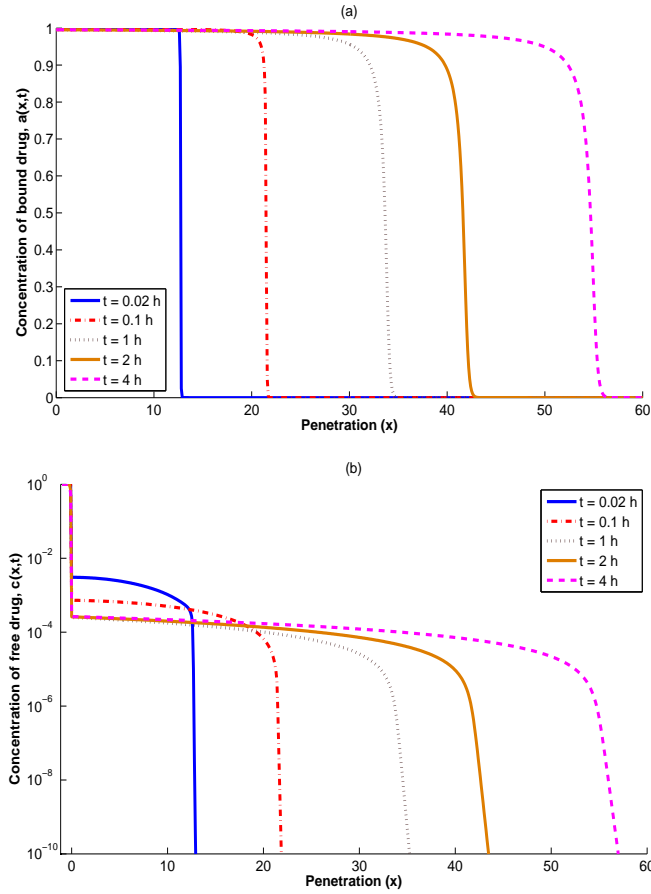 (a)
Concentration of bound drug, a(x,t)
1
0.9
0.8
0.7
0.6
0.5
0.4
0.3
0.2
0.1
0
t = 0.02 h
t = 0.1 h
t = 1 h
t = 2 h
t = 4 h
0 10 20 30 40 50 60
Penetration (x)
(b)
Concentration of free drug, c(x,t)
10^0
10^-2
10^-4
10^-6
10^-8
10^-10
t = 0.02 h
t = 0.1 h
t = 1 h
t = 2 h
t = 4 h
0 10 20 30 40 50 60
Penetration (x)